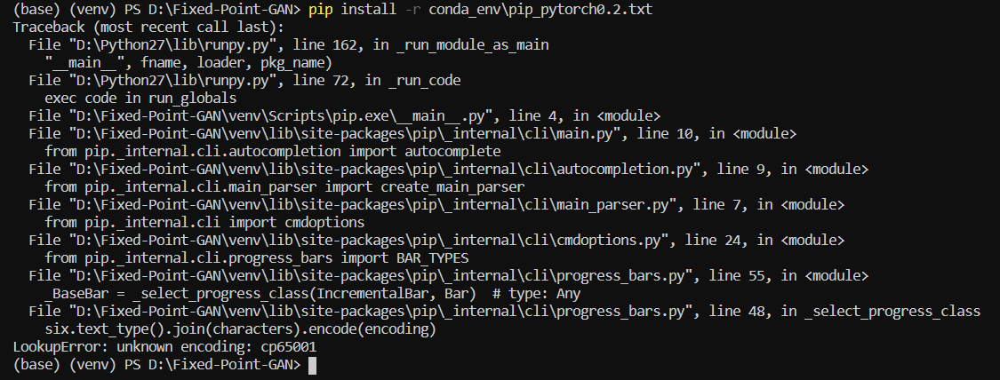 (base) (venv) PS D:\Fixed-Point-GAN> pip install -r conda_env\pip_pytorch0.2.txt
Traceback (most recent call last):
  File "D:\Python27\lib\runpy.py", line 162, in _run_module_as_main
    "__main__", fname, loader, pkg_name)
  File "D:\Python27\lib\runpy.py", line 72, in _run_code
    exec code in run_globals
  File "D:\Fixed-Point-GAN\venv\Scripts\pip.exe\__main__.py", line 4, in <module>
  File "D:\Fixed-Point-GAN\venv\lib\site-packages\pip\_internal\cli\main.py", line 10, in <module>
    from pip._internal.cli.autocompletion import autocomplete
  File "D:\Fixed-Point-GAN\venv\lib\site-packages\pip\_internal\cli\autocompletion.py", line 9, in <module>
    from pip._internal.cli.main_parser import create_main_parser
  File "D:\Fixed-Point-GAN\venv\lib\site-packages\pip\_internal\cli\main_parser.py", line 7, in <module>
    from pip._internal.cli import cmdoptions
  File "D:\Fixed-Point-GAN\venv\lib\site-packages\pip\_internal\cli\cmdoptions.py", line 24, in <module>
    from pip._internal.cli.progress_bars import BAR_TYPES
  File "D:\Fixed-Point-GAN\venv\lib\site-packages\pip\_internal\cli\progress_bars.py", line 55, in <module>
    _BaseBar = _select_progress_class(IncrementalBar, Bar)  # type: Any
  File "D:\Fixed-Point-GAN\venv\lib\site-packages\pip\_internal\cli\progress_bars.py", line 48, in _select_progress_class
    six.text_type().join(characters).encode(encoding)
LookupError: unknown encoding: cp65001
(base) (venv) PS D:\Fixed-Point-GAN>